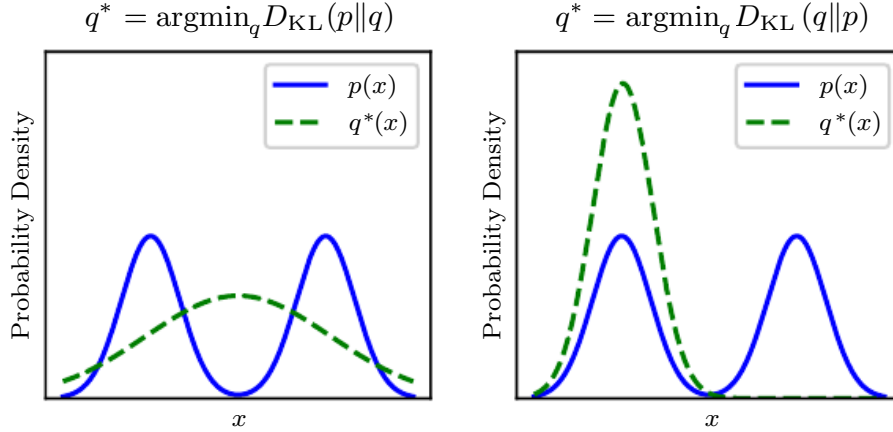 q* = argmin_q D_KL(p‖q)
p(x)
q*(x)
Probability Density
x
q* = argmin_q D_KL (q‖p)
p(x)
q*(x)
Probability Density
x